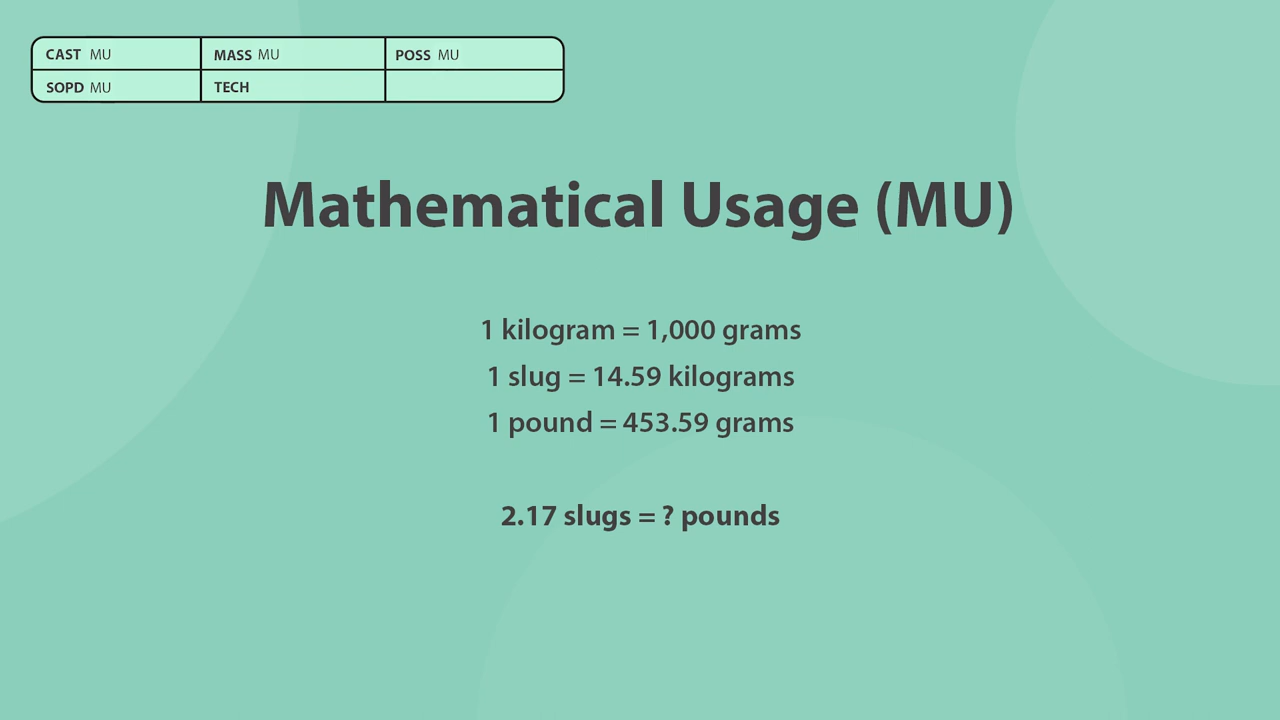 CAST MU MASS MU POSS MU
SOPD MU TECH
Mathematical Usage (MU)
1 kilogram = 1,000 grams
1 slug = 14.59 kilograms
1 pound = 453.59 grams
2.17 slugs = ? pounds